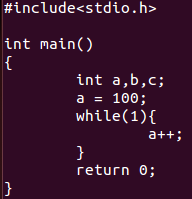 #include<stdio.h>

int main()
{
        int a,b,c;
        a = 100;
        while(1){
                a++;
        }
        return 0;
}